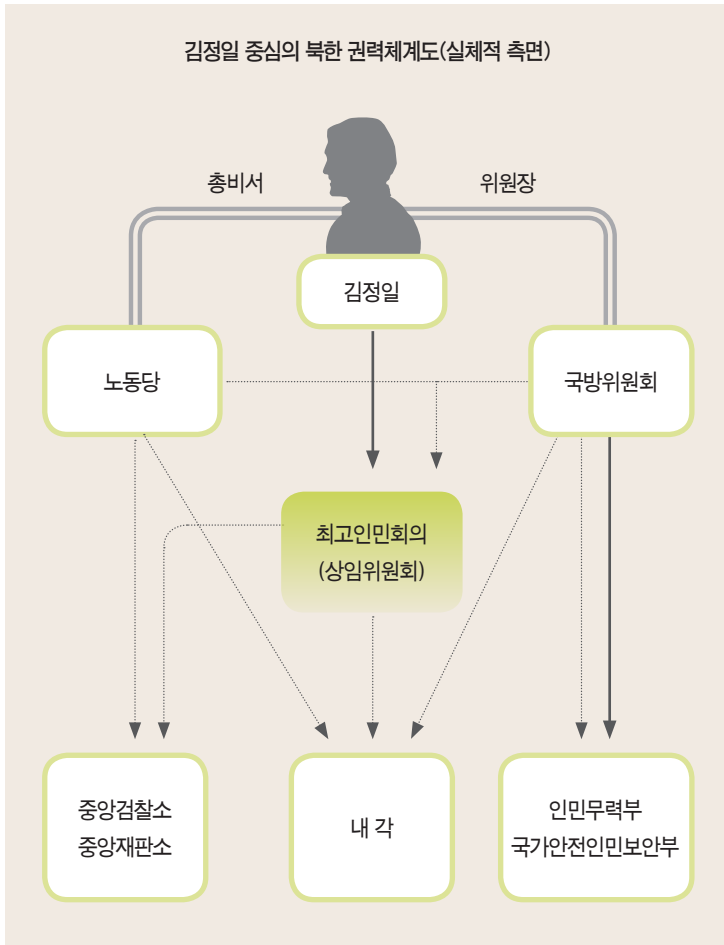 김정일 중심의 북한 권력체계도(실체적 측면)
총비서
위원장
김정일
노동당
국방위원회
최고인민회의
(상임위원회)
중앙검찰소
중앙재판소
내 각
인민무력부
국가안전인민보안부